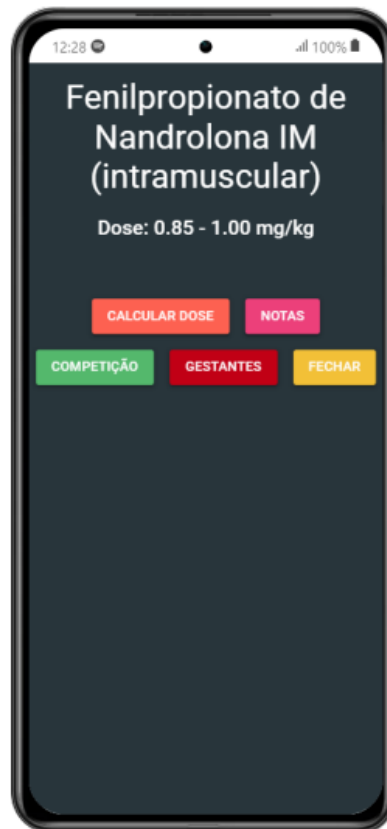 12:28 100%
Fenilpropionato de
Nandrolona IM
(intramuscular)
Dose: 0.85 - 1.00 mg/kg
CALCULAR DOSE NOTAS
COMPETIÇÃO GESTANTES FECHAR